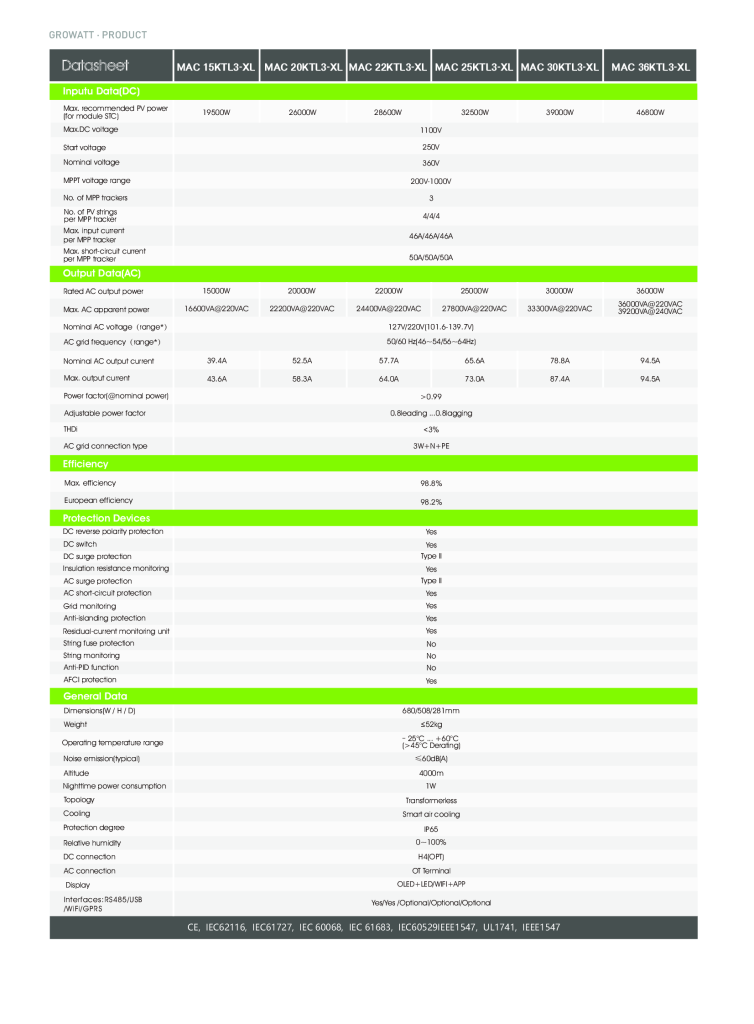 GROWATT - PRODUCT
Datasheet MAC 15KTL3-XL MAC 20KTL3-XL MAC 22KTL3-XL MAC 25KTL3-XL MAC 30KTL3-XL MAC 36KTL3-XL
Inputu Data(DC)
Max. recommended PV power
(for module STC) 19500W 26000W 28600W 32500W 39000W 46800W
Max.DC voltage 1100V
Start voltage 250V
Nominal voltage 360V
MPPT voltage range 200V-1000V
No. of MPP trackers 3
No. of PV strings
per MPP tracker 4/4/4
Max. input current
per MPP tracker 46A/46A/46A
Max. short-circuit current
per MPP tracker 50A/50A/50A
Output Data(AC)
Rated AC output power 15000W 20000W 22000W 25000W 30000W 36000W
Max. AC apparent power 16600VA@220VAC 22200VA@220VAC 24400VA@220VAC 27800VA@220VAC 33300VA@220VAC 36000VA@220VAC
39200VA@240VAC
Nominal AC voltage (range*) 127V/220V(101.6-139.7V)
AC grid frequency (range*) 50/60 Hz(46~54/56~64Hz)
Nominal AC output current 39.4A 52.5A 57.7A 65.6A 78.8A 94.5A
Max. output current 43.6A 58.3A 64.0A 73.0A 87.4A 94.5A
Power factor(@nominal power) >0.99
Adjustable power factor 0.8leading ...0.8lagging
THDi <3%
AC grid connection type 3W+N+PE
Efficiency
Max. efficiency 98.8%
European efficiency 98.2%
Protection Devices
DC reverse polarity protection Yes
DC switch Yes
DC surge protection Type II
Insulation resistance monitoring Yes
AC surge protection Type II
AC short-circuit protection Yes
Grid monitoring Yes
Anti-islanding protection Yes
Residual-current monitoring unit Yes
String fuse protection No
String monitoring No
Anti-PID function No
AFCI protection Yes
General Data
Dimensions(W / H / D) 680/508/281mm
Weight ≤52kg
Operating temperature range – 25°C ... +60°C
(>45°C Derating)
Noise emission(typical) ≤60dB(A)
Altitude 4000m
Nighttime power consumption 1W
Topology Transformerless
Cooling Smart air cooling
Protection degree IP65
Relative humidity 0~100%
DC connection H4(OPT)
AC connection OT Terminal
Display OLED+LED/WIFI+APP
Interfaces:RS485/USB
/WiFi/GPRS Yes/Yes /Optional/Optional/Optional
CE, IEC62116, IEC61727, IEC 60068, IEC 61683, IEC60529IEEE1547, UL1741, IEEE1547